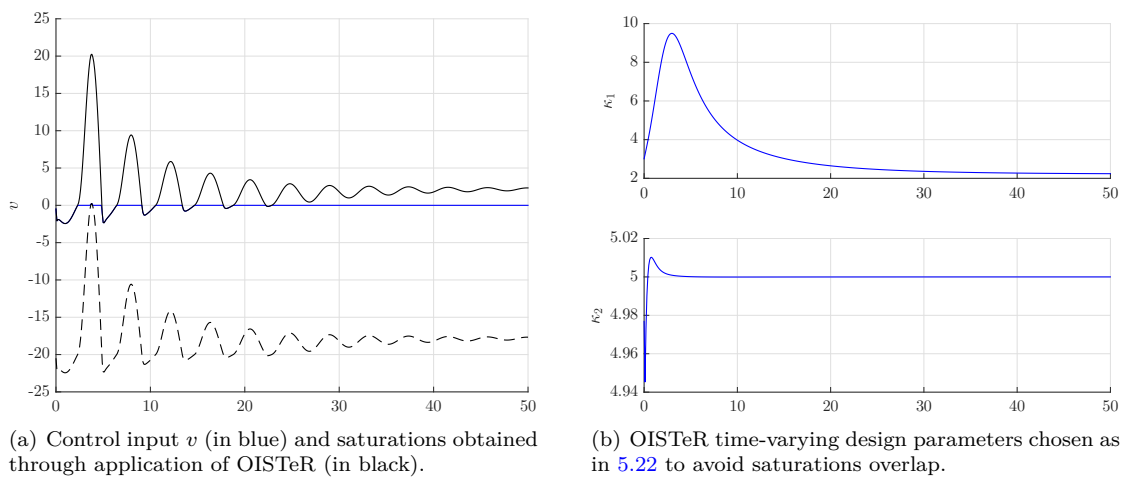 25
20
15
10
5
0
-5
-10
-15
-20
-25
v
0 10 20 30 40 50
(a) Control input v (in blue) and saturations obtained
through application of OISTeR (in black).
10
8
6
4
2
κ1
0 10 20 30 40 50
5.02
5
4.98
4.96
4.94
κ2
0 10 20 30 40 50
(b) OISTeR time-varying design parameters chosen as
in 5.22 to avoid saturations overlap.